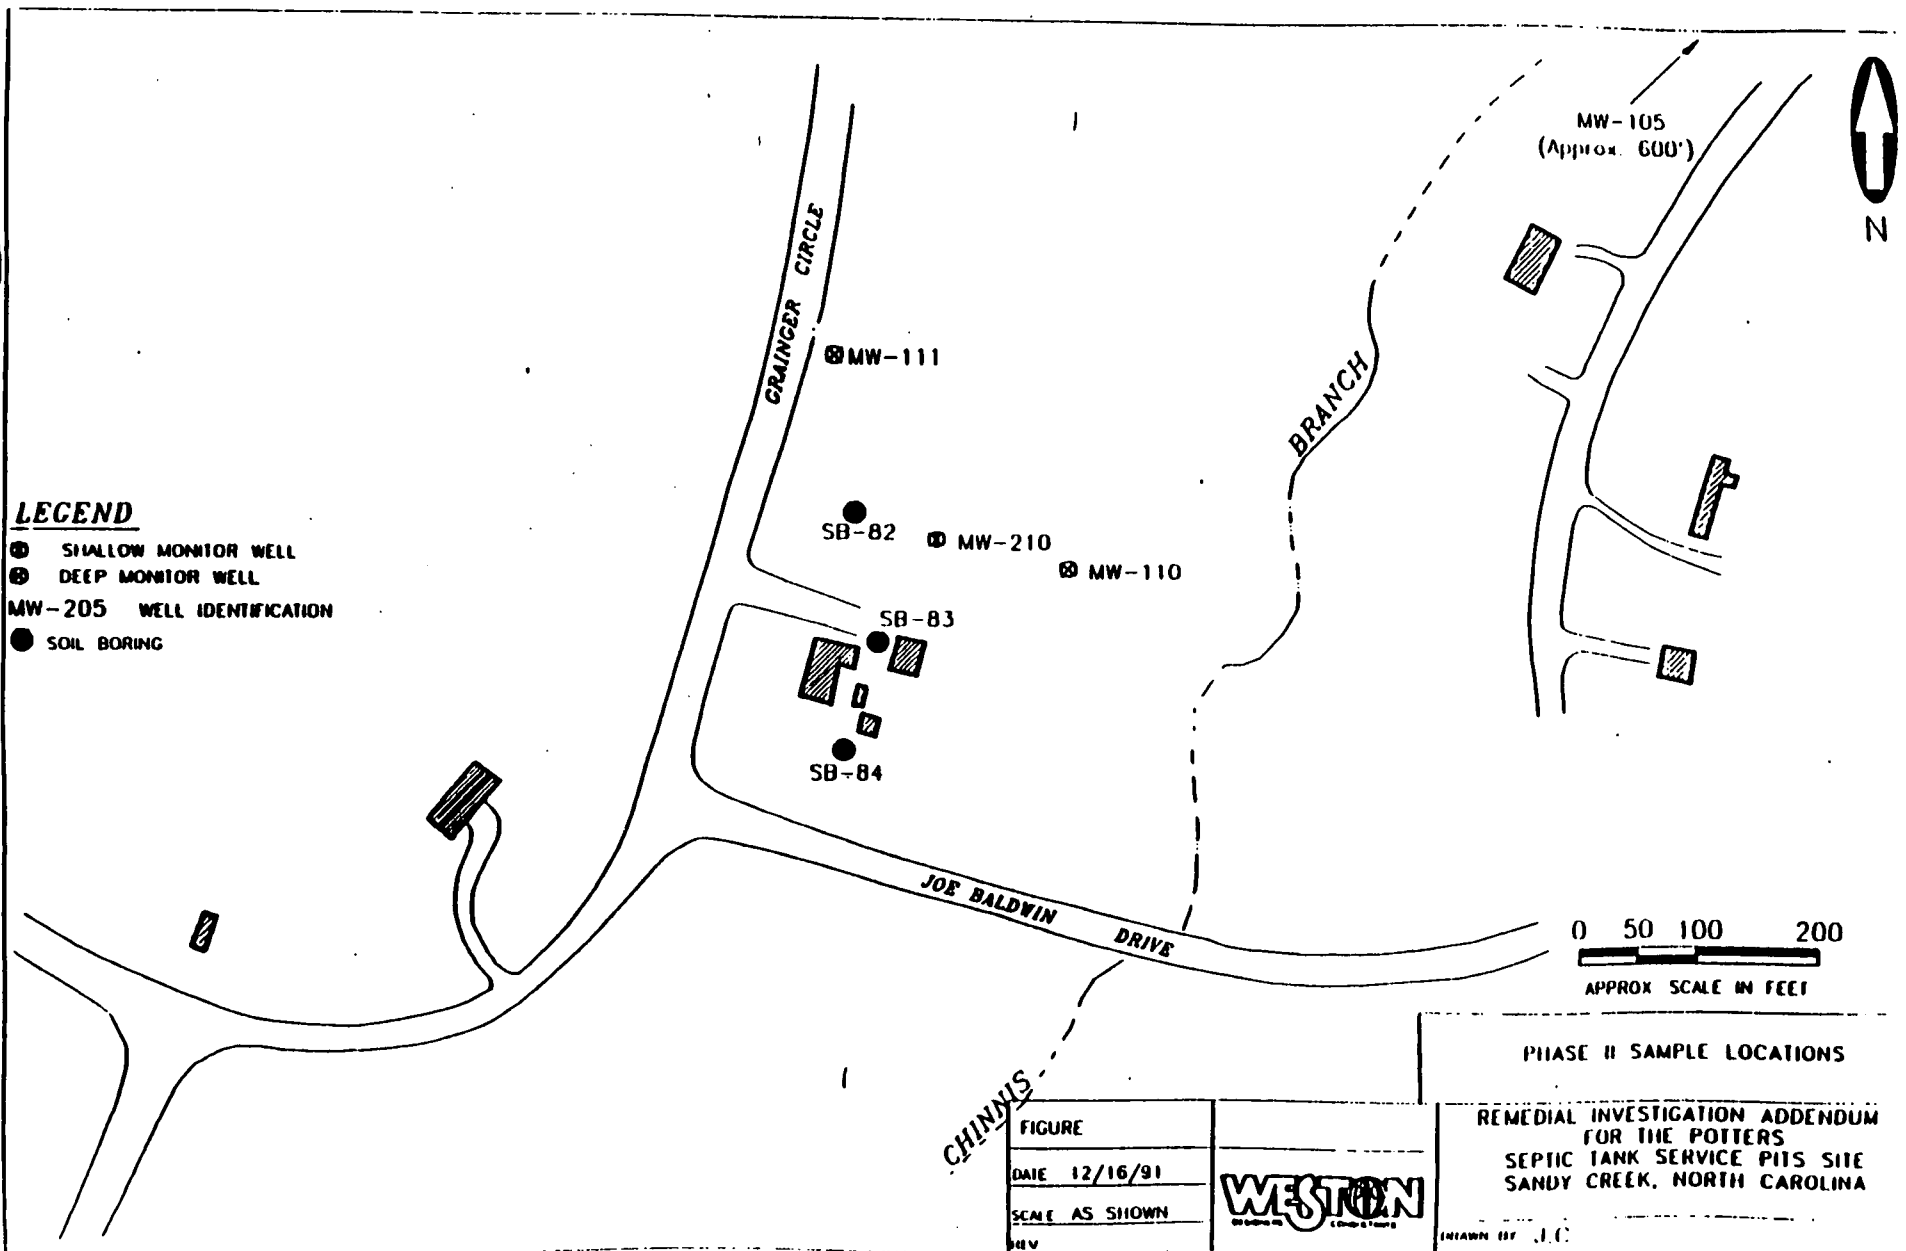 MW-105
(Approx. 600')
N
GRAINGER CIRCLE
MW-111
BRANCH
LEGEND
SHALLOW MONITOR WELL
DEEP MONITOR WELL
MW-205 WELL IDENTIFICATION
SOIL BORING
SB-82
MW-210
MW-110
SB-83
SB-84
JOE BALDWIN DRIVE
0 50 100 200
APPROX SCALE IN FEET
CHINNIS
PHASE II SAMPLE LOCATIONS
FIGURE
DATE 12/16/91
SCALE AS SHOWN
REV
WESTON
REMEDIAL INVESTIGATION ADDENDUM
FOR THE POTTERS
SEPTIC TANK SERVICE PITS SITE
SANDY CREEK, NORTH CAROLINA
DRAWN BY J.C.